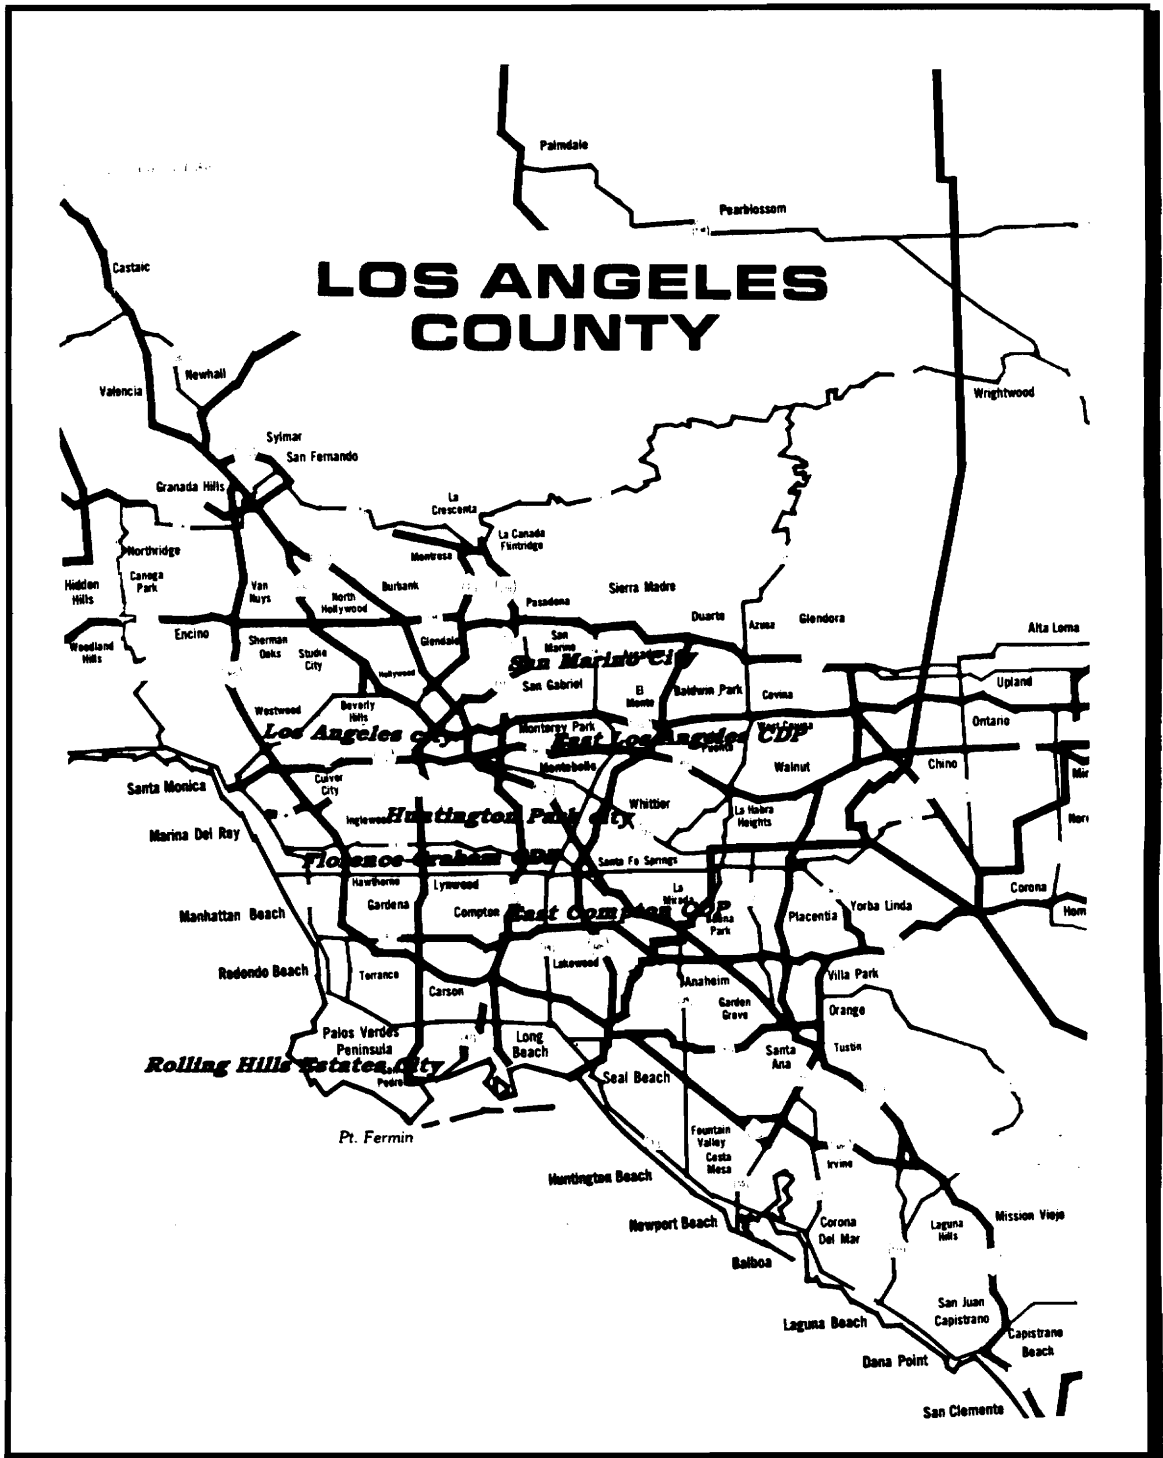 Palmdale
Pearblossom
Castaic
LOS ANGELES
COUNTY
Newhall
Valencia
Wrightwood
Sylmar
San Fernando
Granada Hills
La
Crescenta
La Canada
Flintridge
Montrose
Northridge
Canoga
Park
Hidden
Hills
Van
Nuys
North
Hollywood
Burbank
Sierra Madre
Pasadena
Duarte
Azusa
Glendora
Alta Loma
Woodland
Hills
Encino
Sherman
Oaks
Studio
City
Glendale
San
Marino
San Marino City
Hollywood
San Gabriel
El
Monte
Baldwin Park
Covina
Upland
Westwood
Beverly
Hills
Los Angeles city
Monterey Park
East Los Angeles CDP
West Covina
Puente
Ontario
Montebello
Walnut
Chino
Santa Monica
Culver
City
Whittier
La Habra
Heights
Marina Del Rey
Inglewood
Huntington Park city
Florence-Graham CDP
Santa Fe Springs
Hawthorne
Lynwood
La
Mirada
Corona
Gardena
Compton
East Compton CDP
Buena
Park
Placentia
Yorba Linda
Manhattan Beach
Redondo Beach
Torrance
Carson
Lakewood
Anaheim
Villa Park
Garden
Grove
Orange
Palos Verdes
Peninsula
Long
Beach
Santa
Ana
Tustin
Rolling Hills Estates City
Pedro
Seal Beach
Pt. Fermin
Fountain
Valley
Costa
Mesa
Irvine
Huntington Beach
Newport Beach
Corona
Del Mar
Laguna
Hills
Mission Viejo
Balboa
San Juan
Capistrano
Laguna Beach
Capistrano
Beach
Dana Point
San Clemente